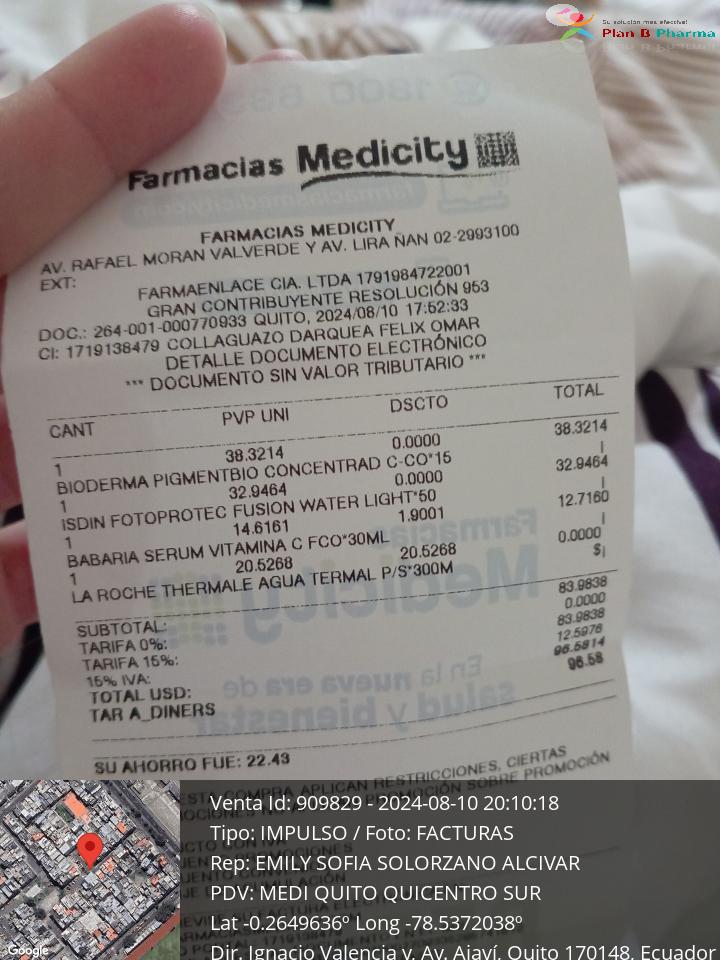 Su solución más efectiva!
Plan B Pharma
Farmacias Medicity
FARMACIAS MEDICITY
AV. RAFAEL MORAN VALVERDE Y AV. LIRA ÑAN 02-2993100
EXT:
FARMAENLACE CIA. LTDA 1791984722001
GRAN CONTRIBUYENTE RESOLUCIÓN 953
DOC.: 264-001-000770933 QUITO, 2024/08/10 17:52:33
CI: 1719138479 COLLAGUAZO DARQUEA FELIX OMAR
DETALLE DOCUMENTO ELECTRÓNICO
*** DOCUMENTO SIN VALOR TRIBUTARIO ***
CANT PVP UNI DSCTO TOTAL
1 38.3214 0.0000 38.3214
BIODERMA PIGMENTBIO CONCENTRAD C-CO*15 |
1 32.9464 0.0000 32.9464
ISDIN FOTOPROTEC FUSION WATER LIGHT*50 |
1 14.6161 1.9001 12.7160
BABARIA SERUM VITAMINA C FCO*30ML |
1 20.5268 20.5268 0.0000
LA ROCHE THERMALE AGUA TERMAL P/S*300M $|
SUBTOTAL: 83.9838
TARIFA 0%: 0.0000
TARIFA 15%: 83.9838
15% IVA: 12.5976
TOTAL USD: 96.5814
TAR A_DINERS 96.58
SU AHORRO FUE: 22.43
ESTA COMPRA APLICAN RESTRICCIONES, CIERTAS
SOBRE PROMOCIÓN
Venta Id: 909829 - 2024-08-10 20:10:18
Tipo: IMPULSO / Foto: FACTURAS
Rep: EMILY SOFIA SOLORZANO ALCIVAR
PDV: MEDI QUITO QUICENTRO SUR
Lat -0.2649636º Long -78.5372038º
Dir. Ignacio Valencia y, Av. Ajaví, Quito 170148, Ecuador
Google